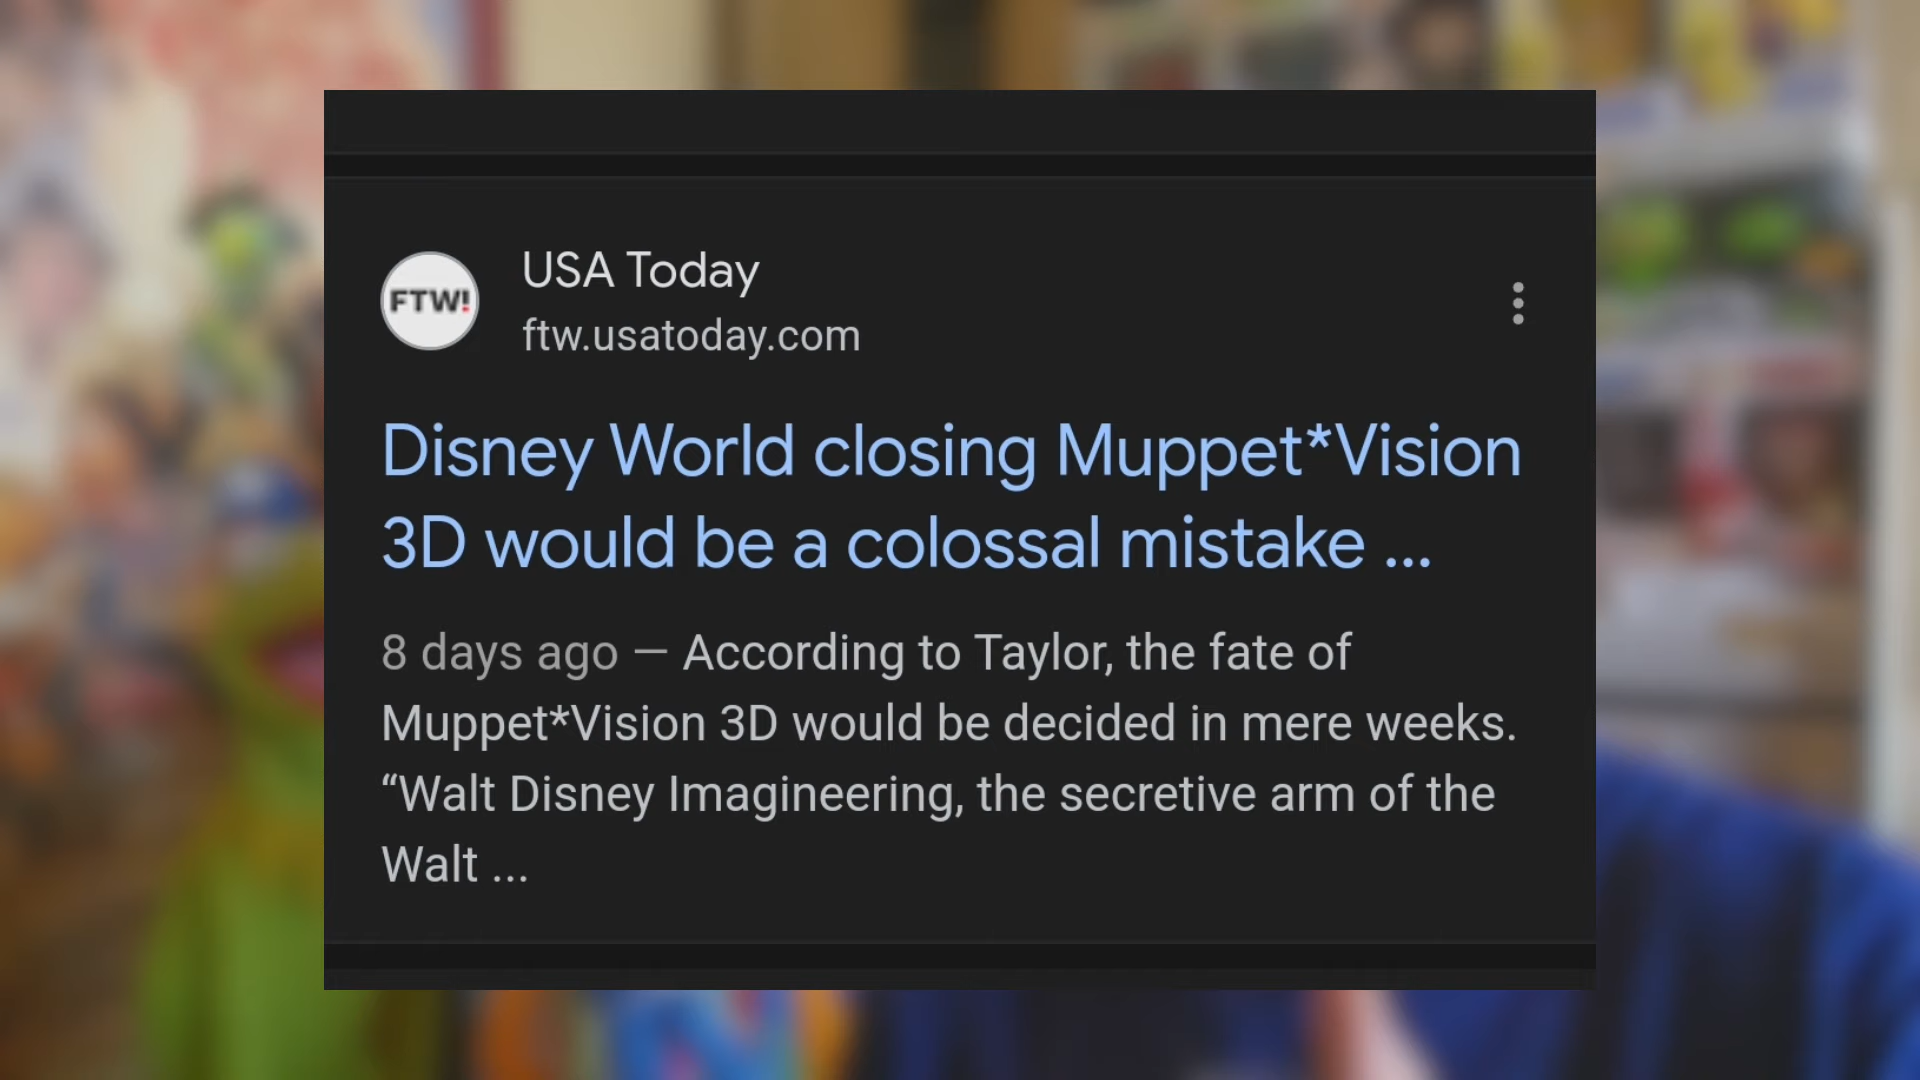 FTW!
USA Today
ftw.usatoday.com
Disney World closing Muppet*Vision
3D would be a colossal mistake ...
8 days ago — According to Taylor, the fate of
Muppet*Vision 3D would be decided in mere weeks.
“Walt Disney Imagineering, the secretive arm of the
Walt ...